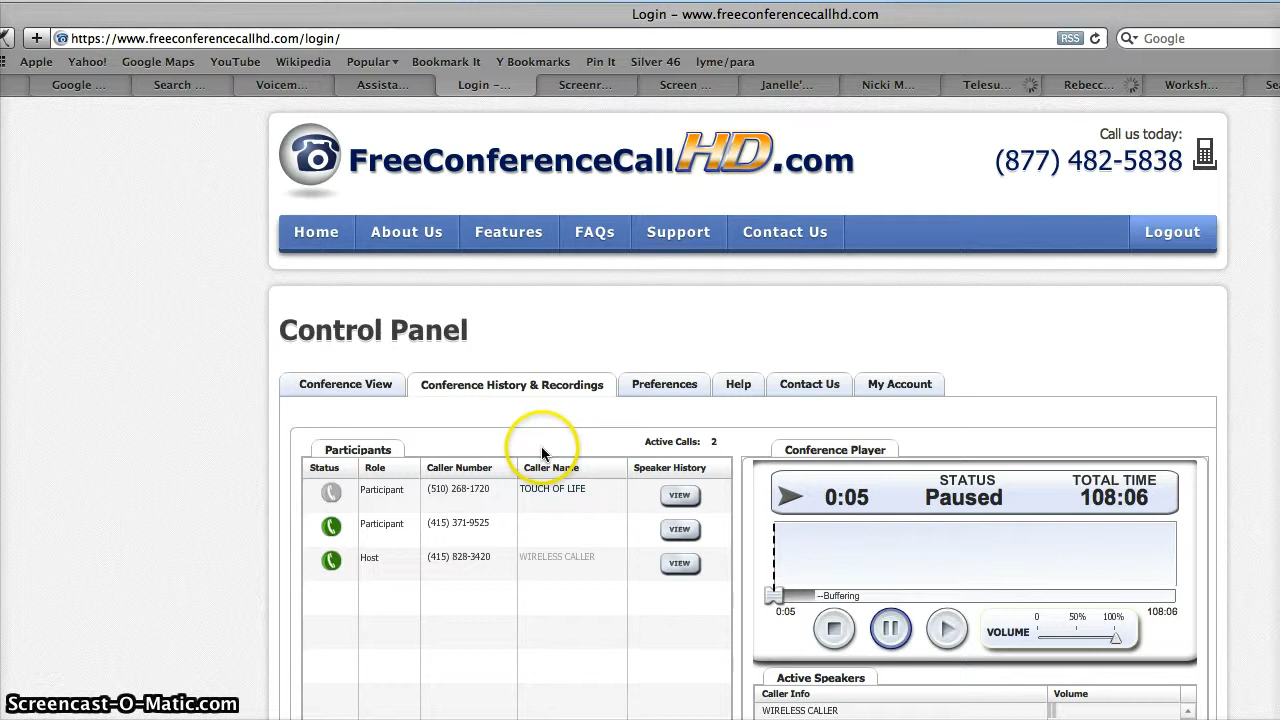 Login – www.freeconferencecallhd.com
https://www.freeconferencecallhd.com/login/ RSS Google
Apple Yahoo! Google Maps YouTube Wikipedia Popular Bookmark It Y Bookmarks Pin It Silver 46 lyme/para
Google ... Search ... Voicem... Assista... Login –... Screenr... Screen ... Janelle'... Nicki M... Telesu... Rebecc... Worksh... Sea
FreeConferenceCallHD.com
Call us today:
(877) 482-5838
Home About Us Features FAQs Support Contact Us Logout
Control Panel
Conference View Conference History & Recordings Preferences Help Contact Us My Account
Participants Active Calls: 2
Status Role Caller Number Caller Name Speaker History
Participant (510) 268-1720 TOUCH OF LIFE VIEW
Participant (415) 371-9525 VIEW
Host (415) 828-3420 WIRELESS CALLER VIEW
Conference Player
STATUS TOTAL TIME
0:05 Paused 108:06
--Buffering
0:05 108:06
VOLUME 0 50% 100%
Active Speakers
Caller Info Volume
WIRELESS CALLER
Screencast-O-Matic.com